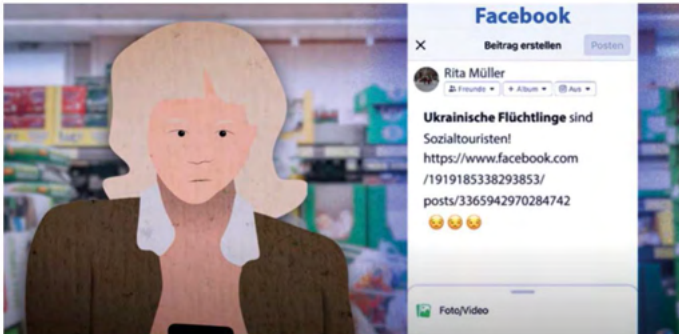 Facebook
Beitrag erstellen
Posten
Rita Müller
Freunde
+ Album
Aus
Ukrainische Flüchtlinge sind
Sozialtouristen!
https://www.facebook.com
/1919185338293853/
posts/3365942970284742
Foto/Video